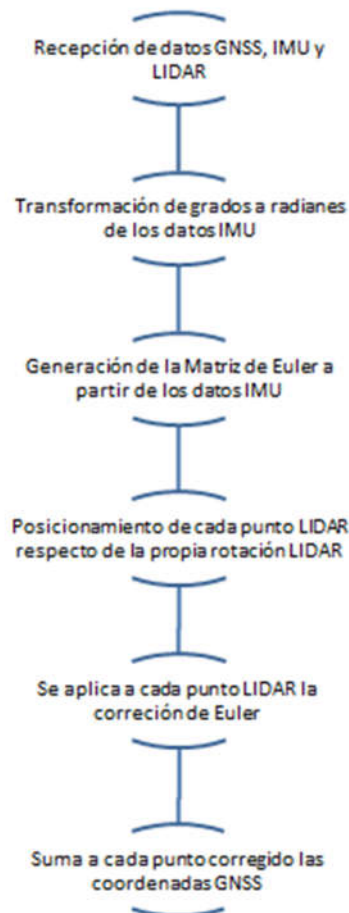 Recepción de datos GNSS, IMU y
LIDAR
Transformación de grados a radianes
de los datos IMU
Generación de la Matriz de Euler a
partir de los datos IMU
Posicionamiento de cada punto LIDAR
respecto de la propia rotación LIDAR
Se aplica a cada punto LIDAR la
correción de Euler
Suma a cada punto corregido las
coordenadas GNSS